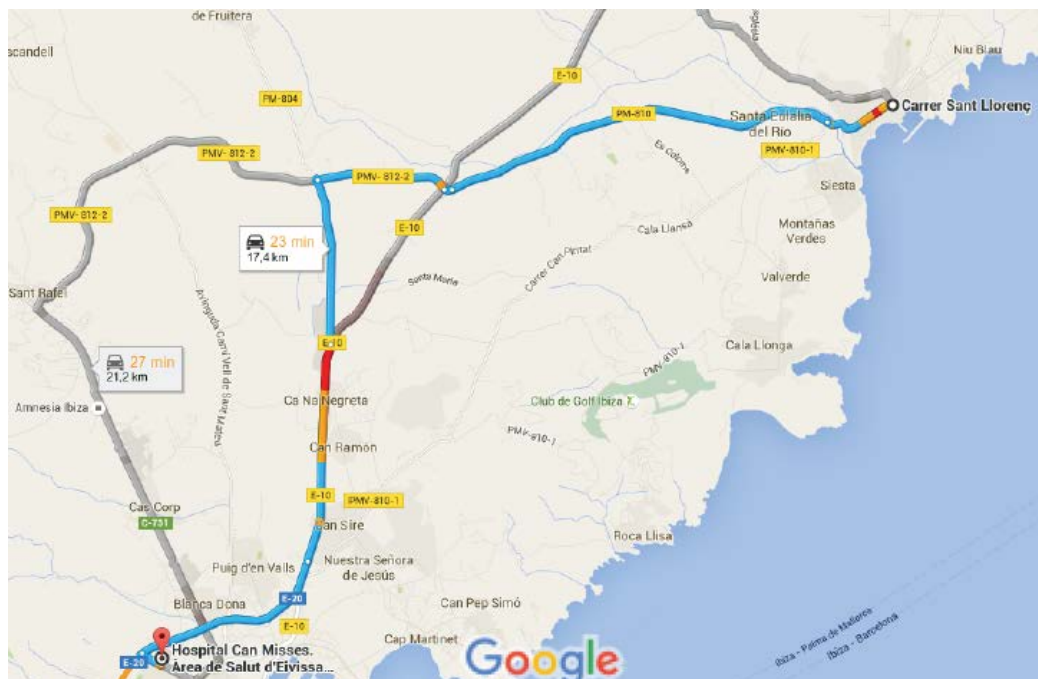 de Fruitera
Niu Blau
scandell
E-10
PM-804
Carrer Sant Llorenç
PM-810
Santa Eulalia
del Río
PMV- 812-2
PMV-810-1
Es Coloms
PMV- 812-2
Siesta
PMV- 812-2
Montañas
Verdes
E-10
Cala Llansá
23 min
17,4 km
Carrer Can Piritat
Valverde
Santa Maria
Sant Rafel
E-10
Cala Llonga
Avinguda Camí Vell de Sant Mateu
27 min
21,2 km
PMV-810-1
Amnesia Ibiza
Ca Na Negreta
Club de Golf Ibiza
PMV-810-1
Can Ramón
E-10
PMV-810-1
Cas Corp
C-731
Can Sire
Roca Llisa
Puig d'en Valls
Nuestra Señora
de Jesús
E-20
Blanca Dona
Can Pep Simó
E-10
Ibiza - Palma de Mallorca
Ibiza - Barcelona
Cap Martinet
Hospital Can Misses.
Google
E-20
Àrea de Salut d'Eivissa...